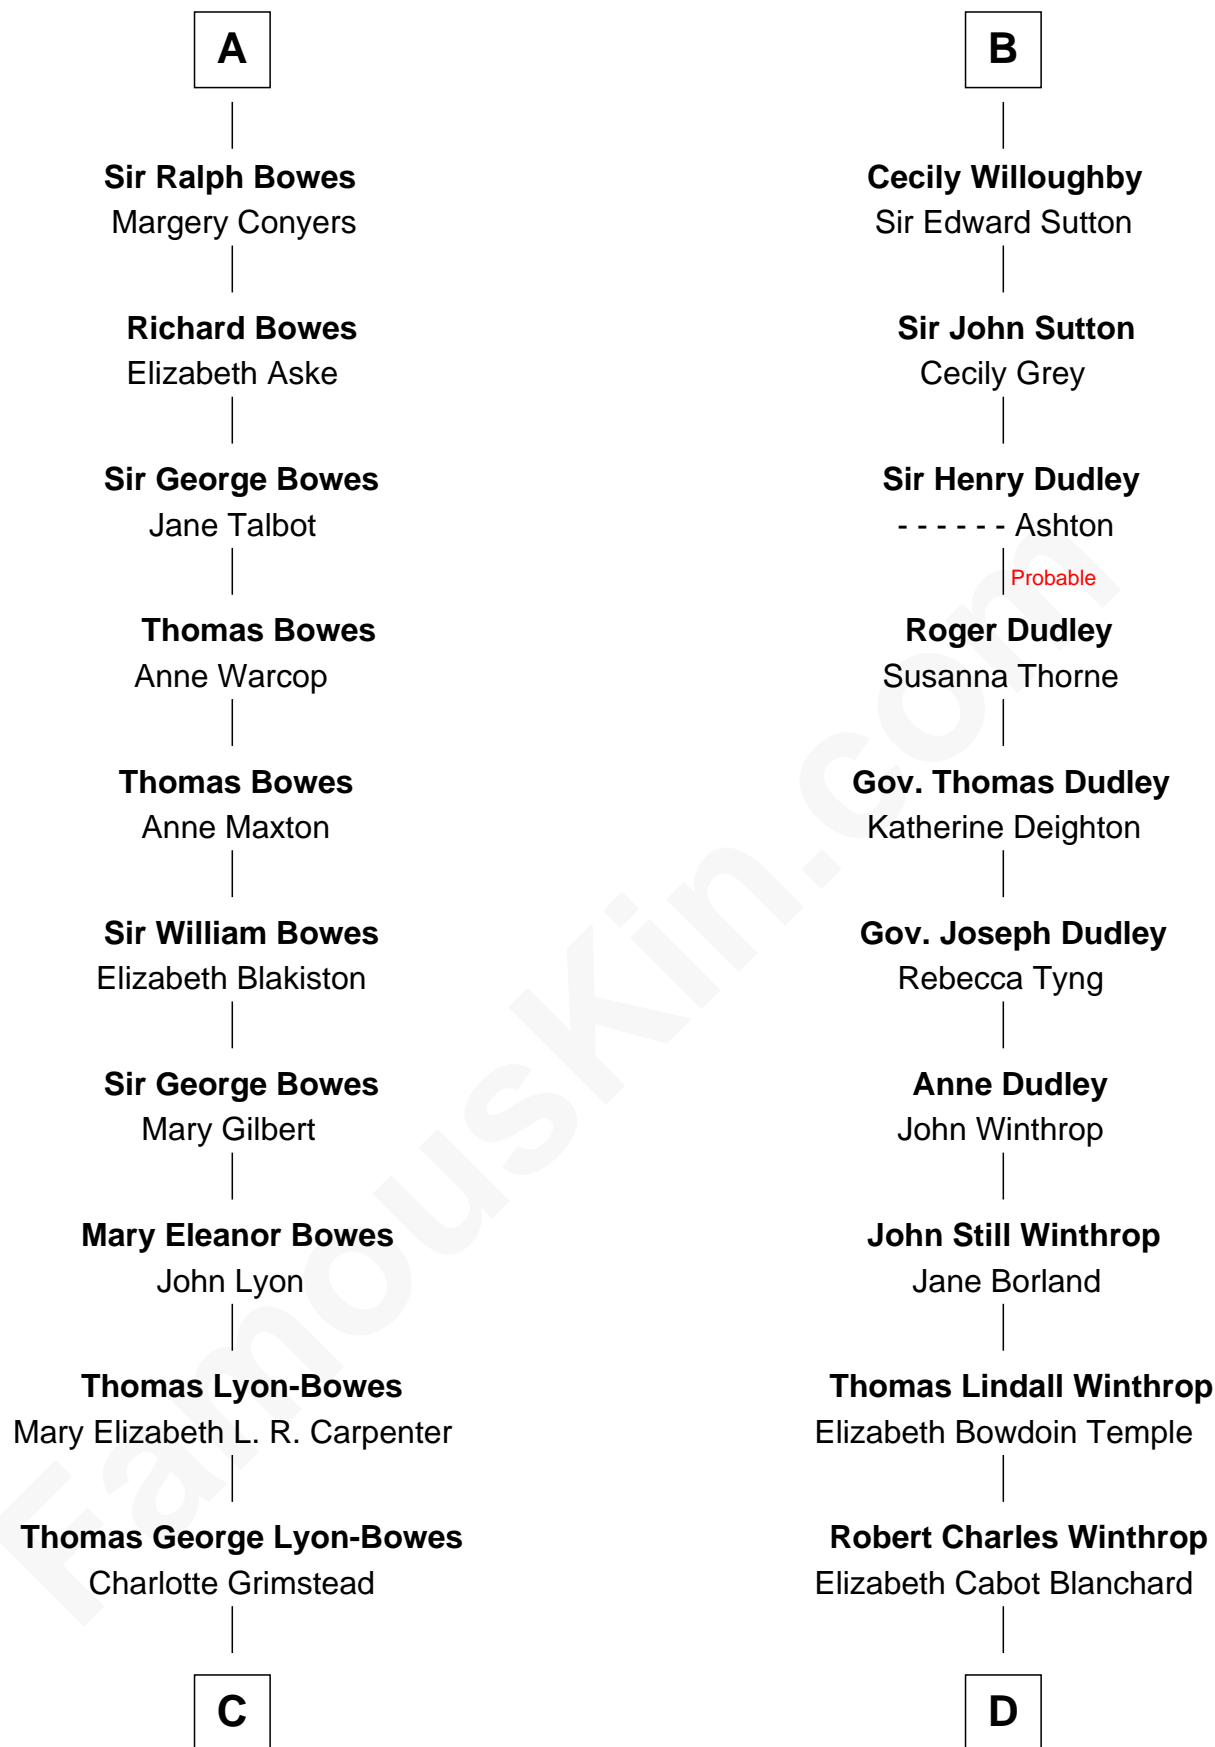 A
Sir Ralph Bowes
Margery Conyers
Richard Bowes
Elizabeth Aske
Sir George Bowes
Jane Talbot
Thomas Bowes
Anne Warcop
Thomas Bowes
Anne Maxton
Sir William Bowes
Elizabeth Blakiston
Sir George Bowes
Mary Gilbert
Mary Eleanor Bowes
John Lyon
Thomas Lyon-Bowes
Mary Elizabeth L. R. Carpenter
Thomas George Lyon-Bowes
Charlotte Grimstead
C
B
Cecily Willoughby
Sir Edward Sutton
Sir John Sutton
Cecily Grey
Sir Henry Dudley
- - - - - - Ashton
Probable
Roger Dudley
Susanna Thorne
Gov. Thomas Dudley
Katherine Deighton
Gov. Joseph Dudley
Rebecca Tyng
Anne Dudley
John Winthrop
John Still Winthrop
Jane Borland
Thomas Lindall Winthrop
Elizabeth Bowdoin Temple
Robert Charles Winthrop
Elizabeth Cabot Blanchard
D
FamousKin.com